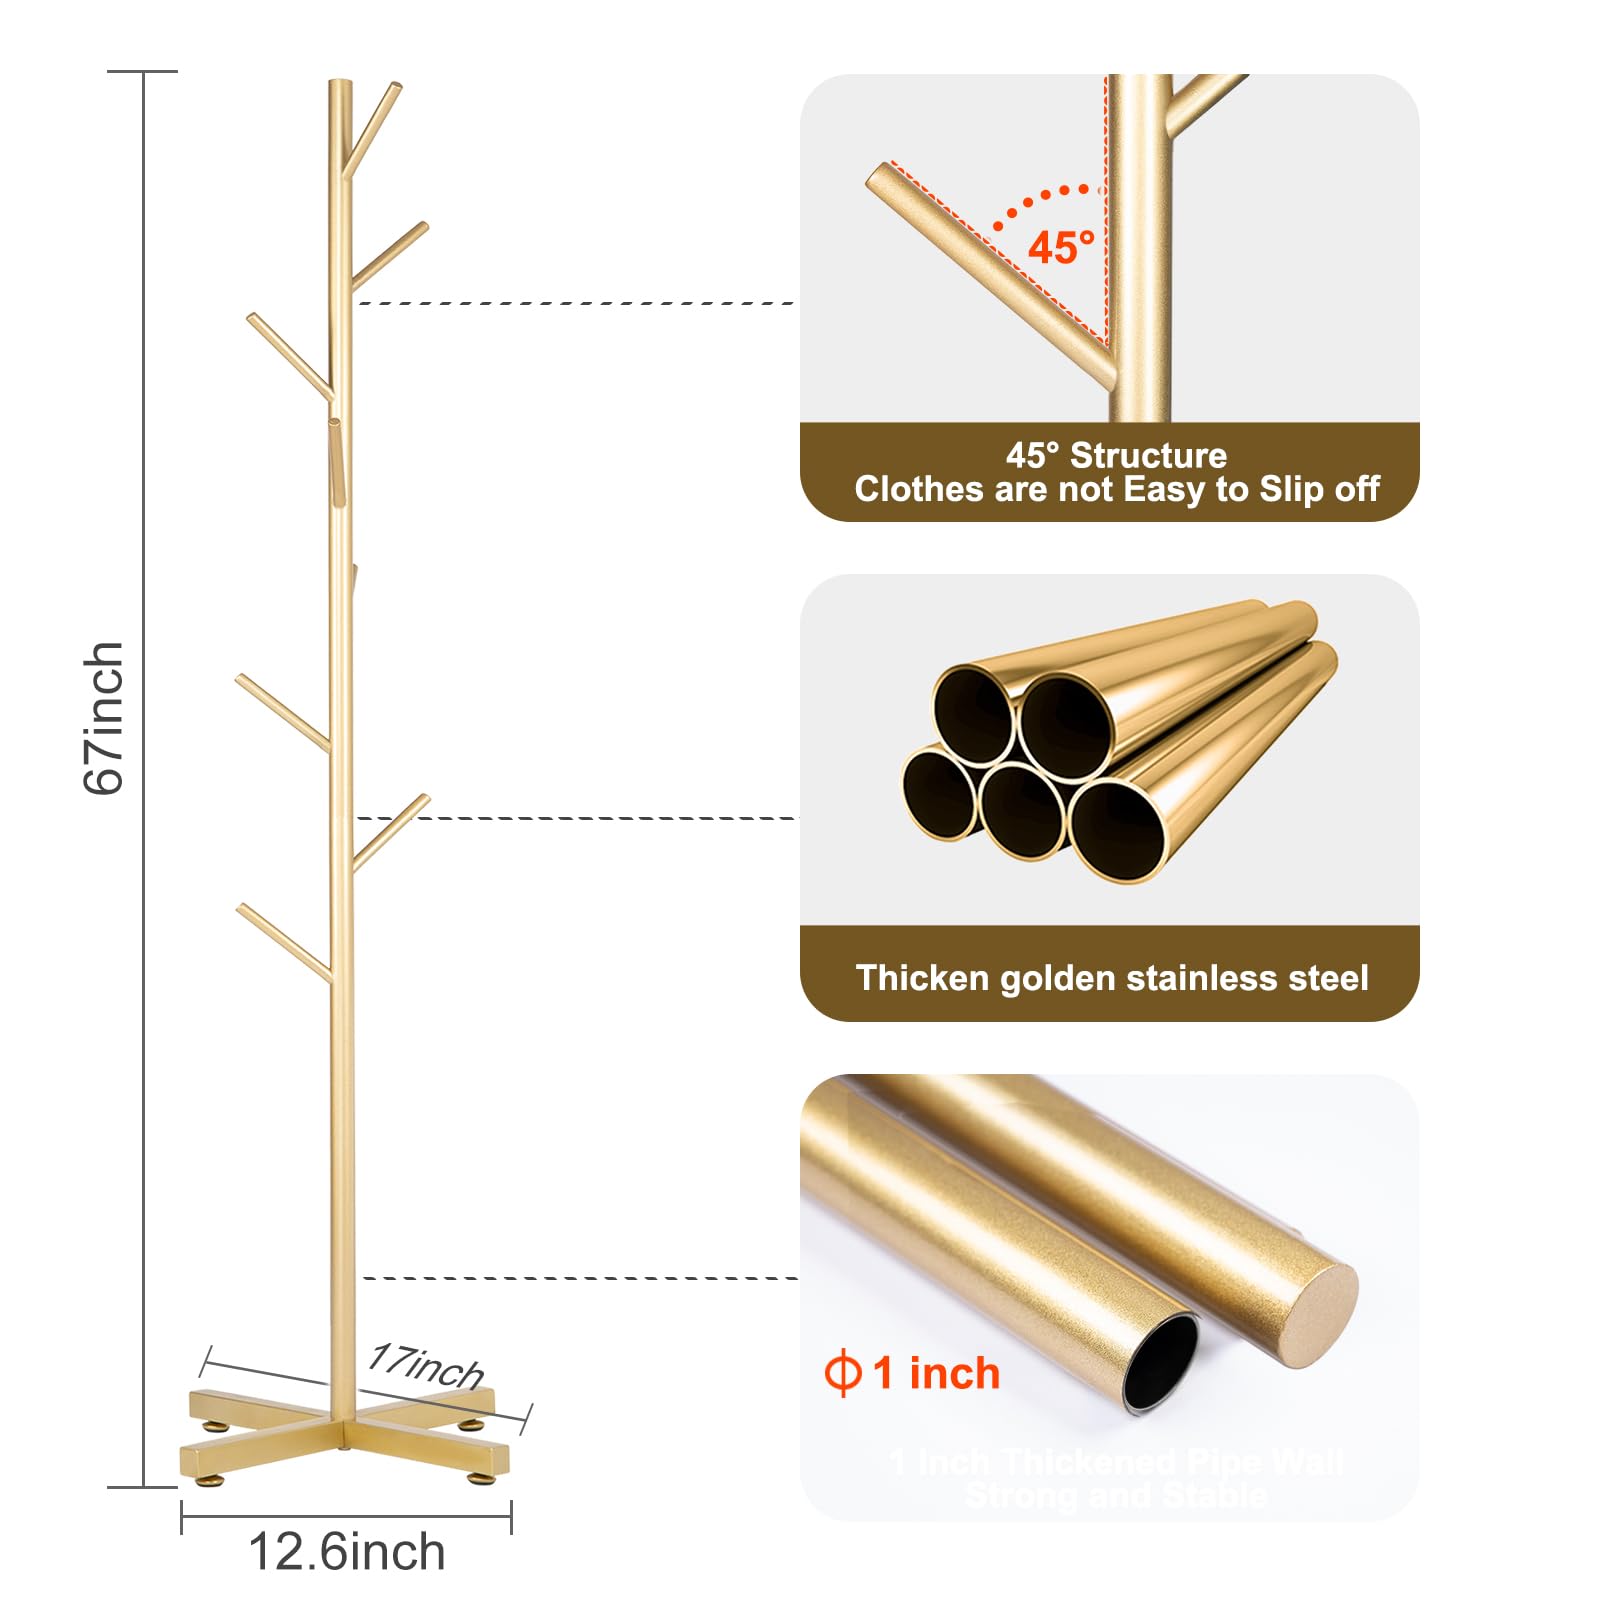 67inch
17inch
12.6inch
45°
45° Structure
Clothes are not Easy to Slip off
Thicken golden stainless steel
Φ 1 inch
1 Inch Thickened Pipe Wall
Strong and Stable